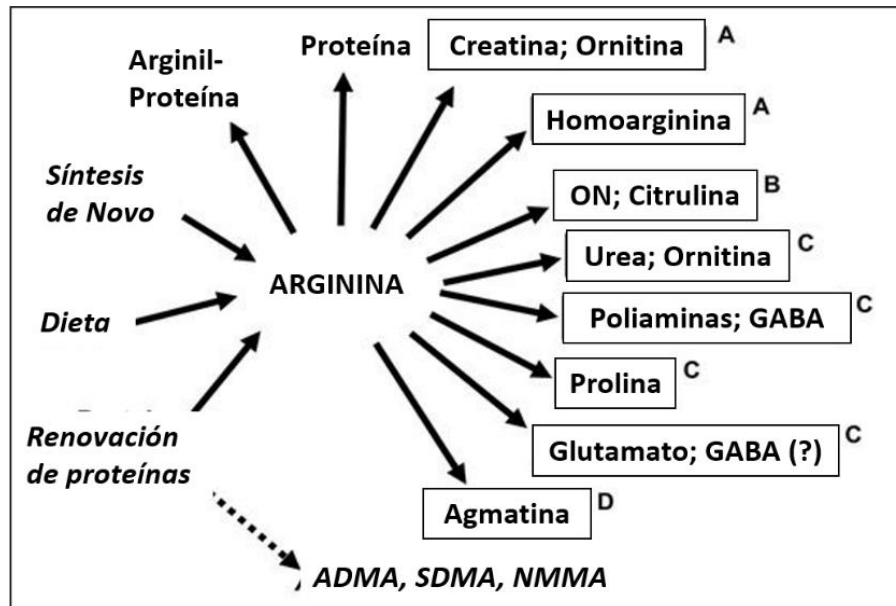 Proteína
Creatina; Ornitina A
Arginil-
Proteína
Homoarginina A
Síntesis
de Novo
ON; Citrulina B
Urea; Ornitina C
ARGININA
Dieta
Poliaminas; GABA C
Prolina C
Renovación
de proteínas
Glutamato; GABA (?) C
Agmatina D
ADMA, SDMA, NMMA